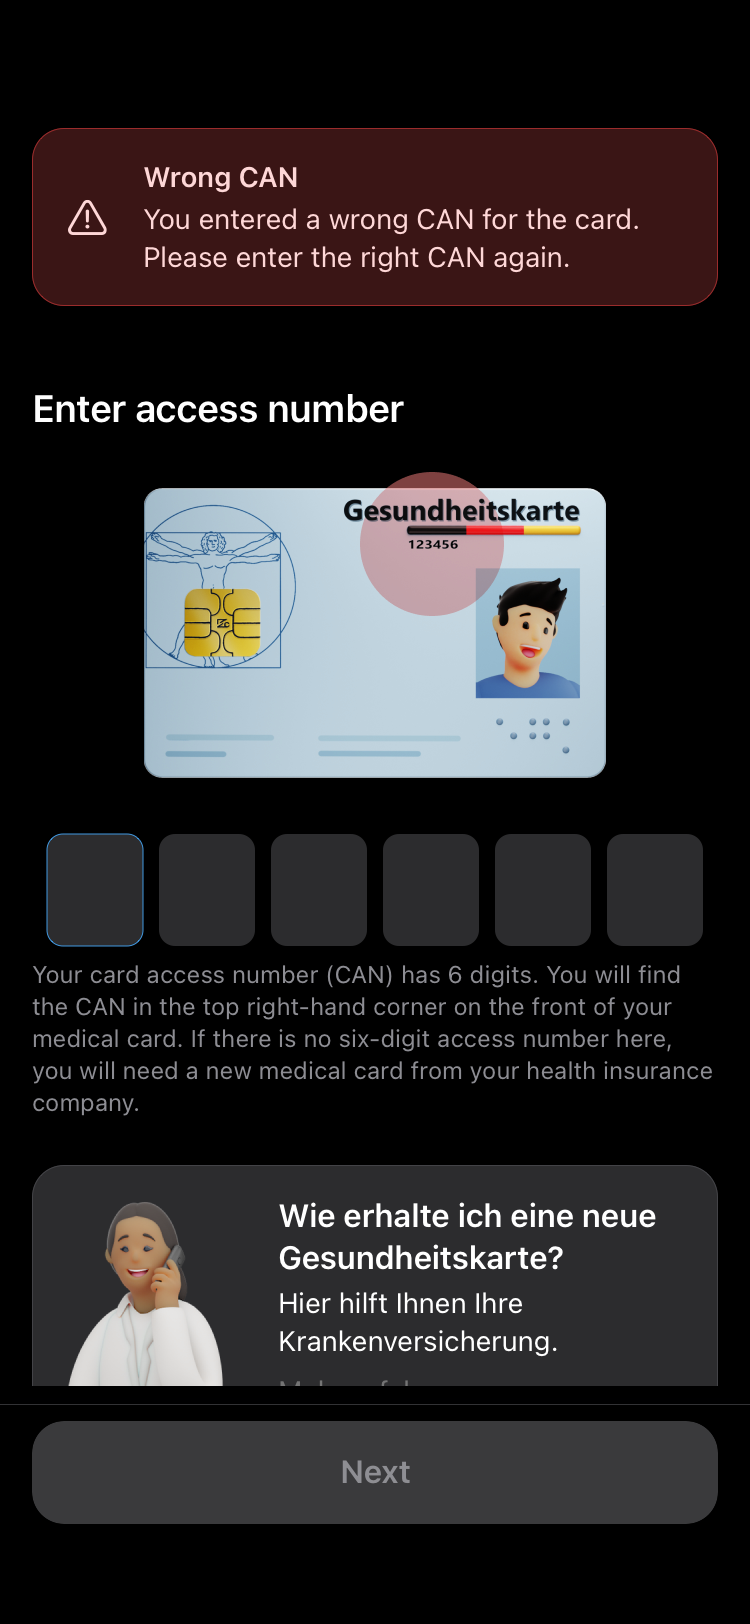 Wrong CAN
You entered a wrong CAN for the card.
Please enter the right CAN again.
Enter access number
Gesundheitskarte
123456
Your card access number (CAN) has 6 digits. You will find
the CAN in the top right-hand corner on the front of your
medical card. If there is no six-digit access number here,
you will need a new medical card from your health insurance
company.
Wie erhalte ich eine neue
Gesundheitskarte?
Hier hilft Ihnen Ihre
Krankenversicherung.
Next